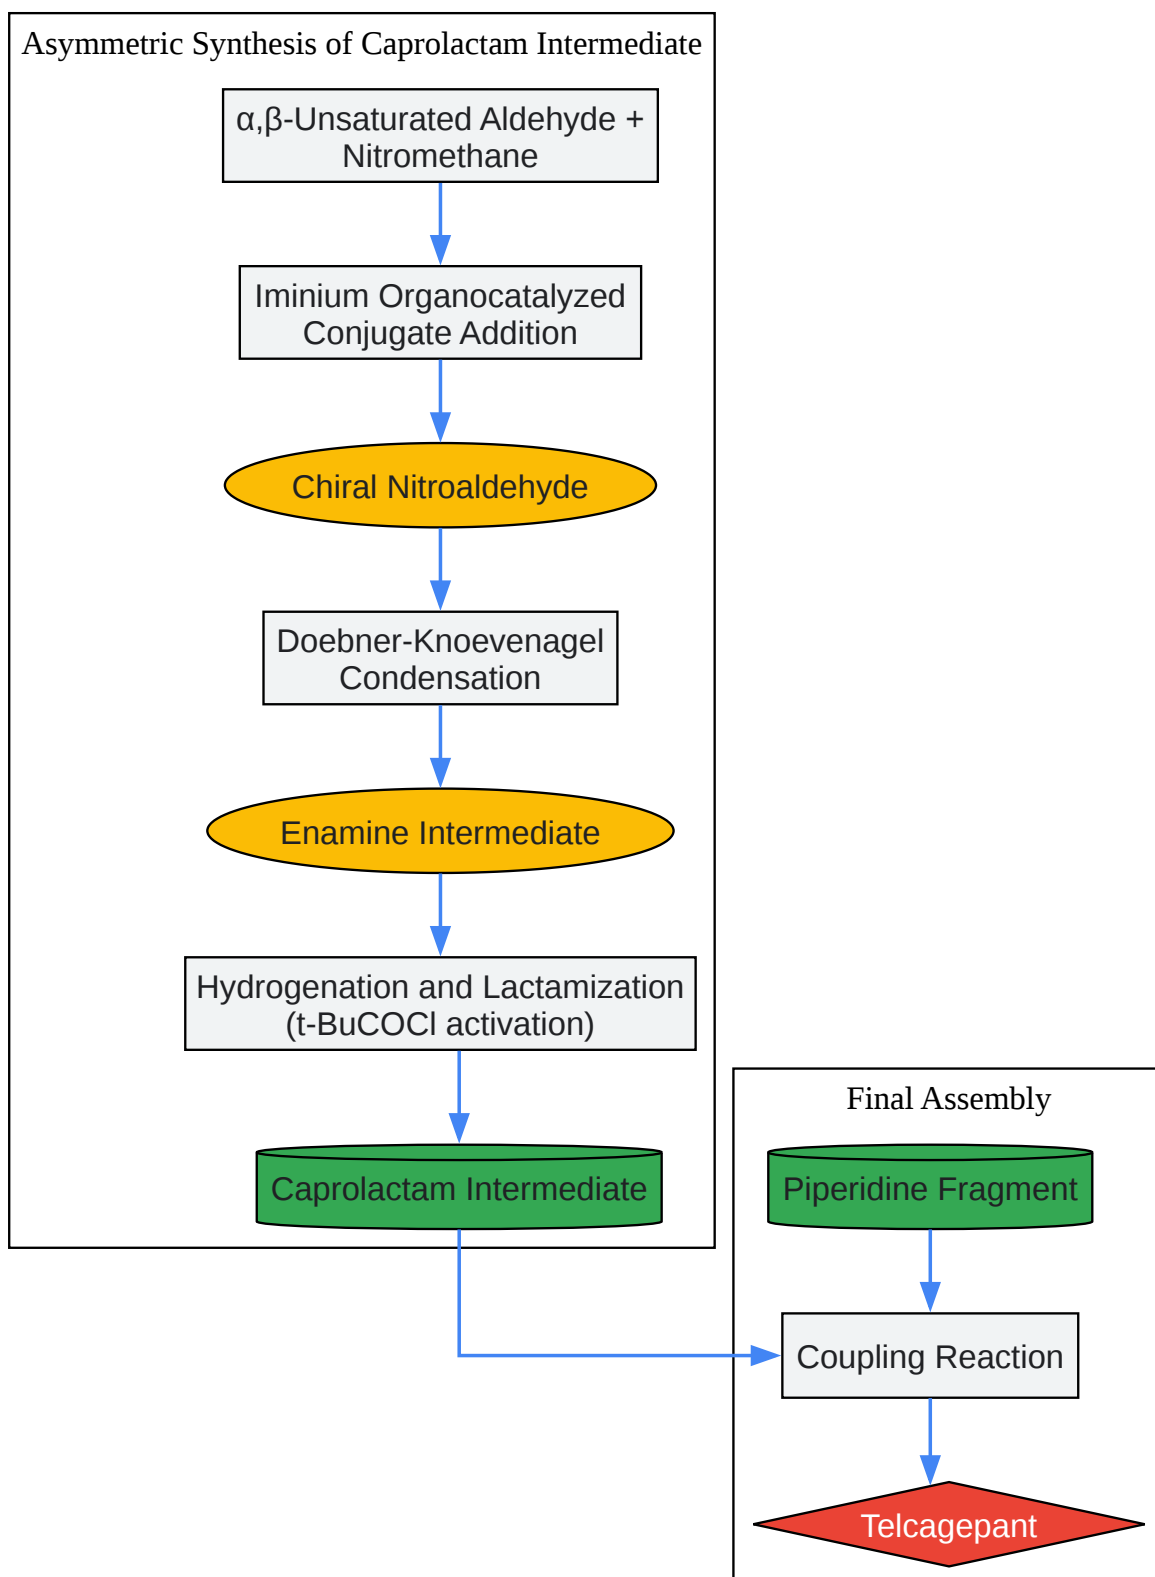 Asymmetric Synthesis of Caprolactam Intermediate
α,β-Unsaturated Aldehyde +
Nitromethane
Iminium Organocatalyzed
Conjugate Addition
Chiral Nitroaldehyde
Doebner-Knoevenagel
Condensation
Enamine Intermediate
Hydrogenation and Lactamization
(t-BuCOCl activation)
Caprolactam Intermediate
Final Assembly
Piperidine Fragment
Coupling Reaction
Telcagepant